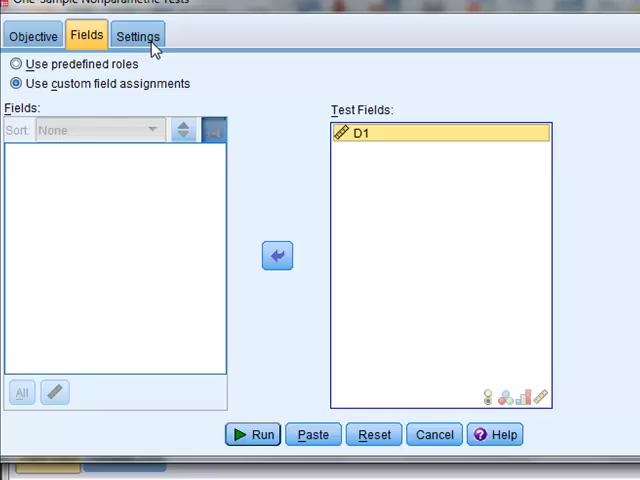 One-Sample Nonparametric Tests
Objective Fields Settings
Use predefined roles
Use custom field assignments
Fields:
Test Fields:
Sort: None
D1
All
Run Paste Reset Cancel Help